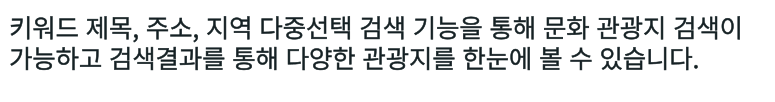 키워드 제목, 주소, 지역 다중선택 검색 기능을 통해 문화 관광지 검색이
가능하고 검색결과를 통해 다양한 관광지를 한눈에 볼 수 있습니다.